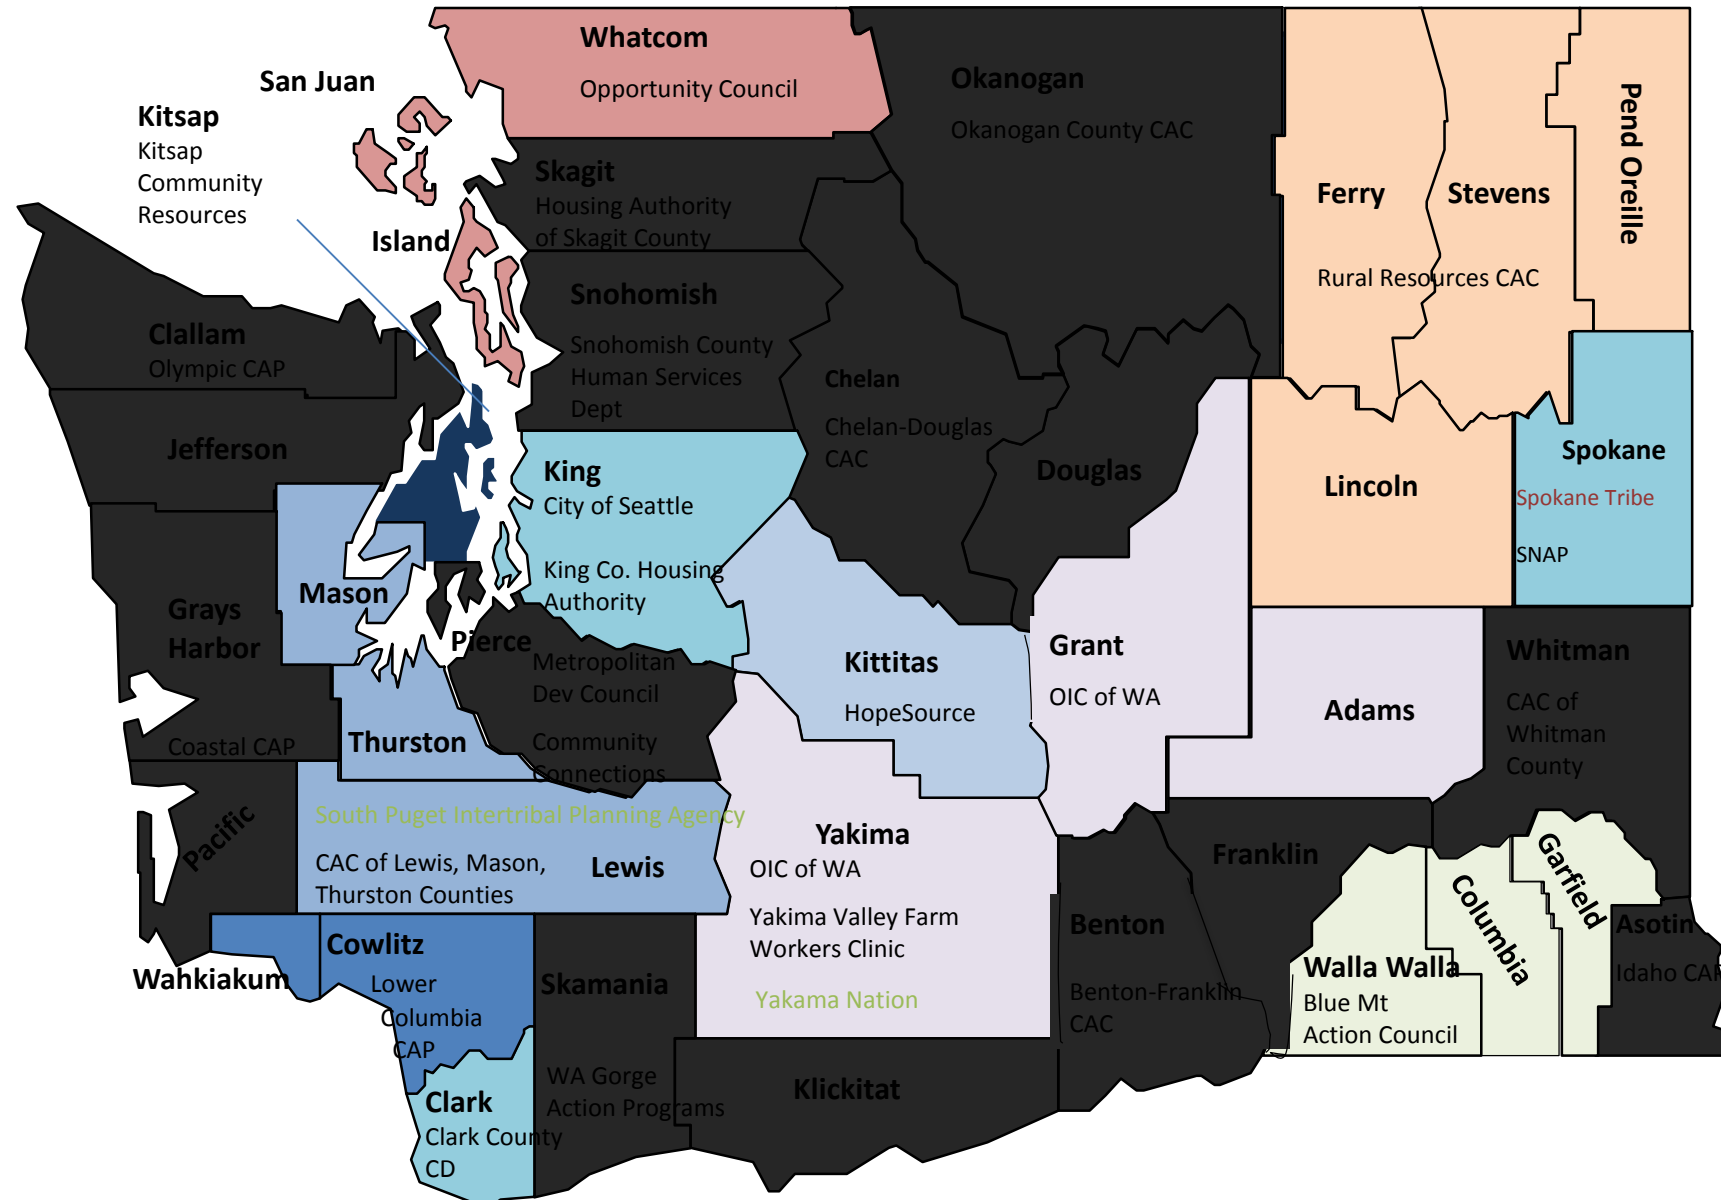 Whatcom
Opportunity Council
San Juan
Kitsap
Kitsap
Community
Resources
Okanogan
Okanogan County CAC
Pend Oreille
Ferry
Stevens
Rural Resources CAC
Skagit
Housing Authority
of Skagit County
Island
Snohomish
Snohomish County
Human Services
Dept
Clallam
Olympic CAP
Jefferson
Chelan
Chelan-Douglas
CAC
Douglas
King
City of Seattle
King Co. Housing
Authority
Lincoln
Spokane
Spokane Tribe
SNAP
Mason
Grays
Harbor
Coastal CAP
Pierce
Metropolitan
Dev Council
Community
Connections
Kittitas
HopeSource
Grant
OIC of WA
Adams
Whitman
CAC of
Whitman
County
Thurston
South Puget Intertribal Planning Agency
CAC of Lewis, Mason,
Thurston Counties
Lewis
Pacific
Yakima
OIC of WA
Yakima Valley Farm
Workers Clinic
Yakama Nation
Franklin
Benton
Benton-Franklin
CAC
Walla Walla
Blue Mt
Action Council
Columbia
Garfield
Asotin
Idaho CAP
Wahkiakum
Cowlitz
Lower
Columbia
CAP
Skamania
WA Gorge
Action Programs
Klickitat
Clark
Clark County
CD